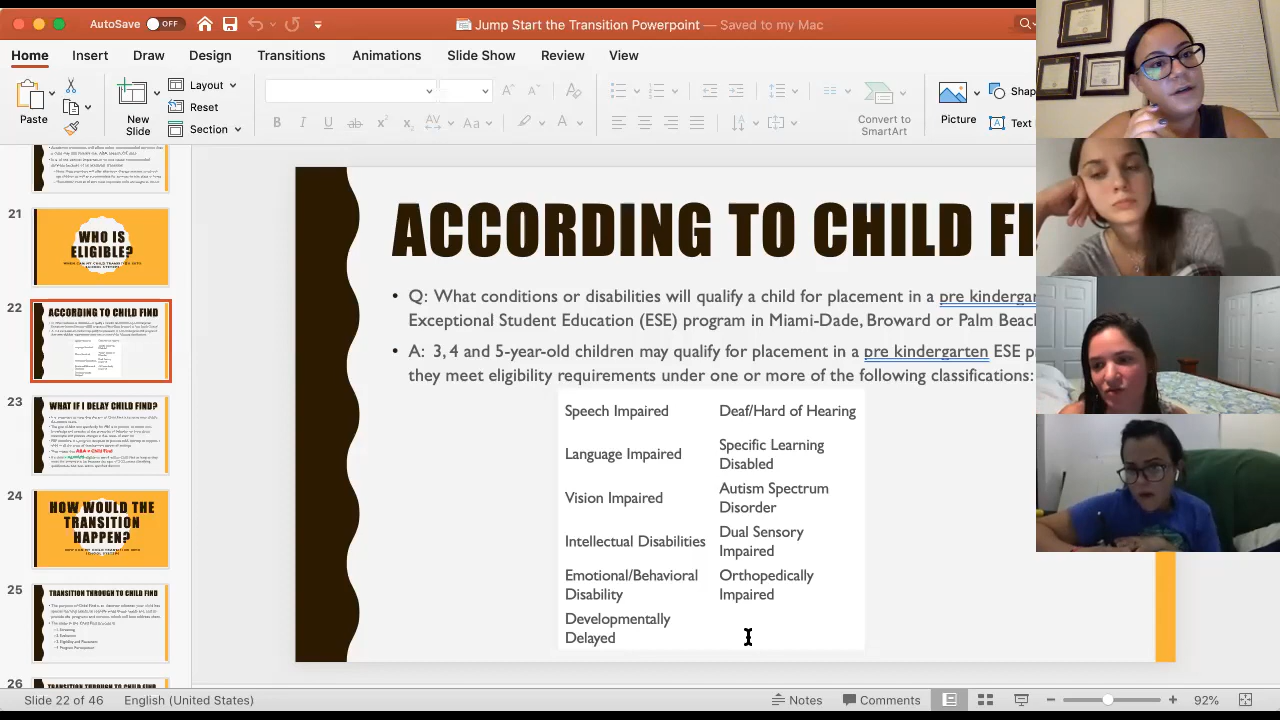 AutoSave OFF
Jump Start the Transition Powerpoint — Saved to my Mac
Home Insert Draw Design Transitions Animations Slide Show Review View
Paste
New Slide
Layout
Reset
Section
Convert to SmartArt
Picture
Shap
Text
21
WHO IS
ELIGIBLE?
22
ACCORDING TO CHILD FIND
23
WHAT IF I DELAY CHILD FIND?
24
HOW WOULD THE
TRANSITION
HAPPEN?
25
TRANSITION THROUGH TO CHILD FIND
26
TRANSITION THROUGH TO CHILD FIND
ACCORDING TO CHILD FI
• Q: What conditions or disabilities will qualify a child for placement in a pre kindergar
Exceptional Student Education (ESE) program in Miami-Dade, Broward or Palm Beach
• A: 3, 4 and 5-year-old children may qualify for placement in a pre kindergarten ESE p
they meet eligibility requirements under one or more of the following classifications:
Speech Impaired
Deaf/Hard of Hearing
Language Impaired
Specific Learning
Disabled
Vision Impaired
Autism Spectrum
Disorder
Intellectual Disabilities
Dual Sensory
Impaired
Emotional/Behavioral
Disability
Orthopedically
Impaired
Developmentally
Delayed
Slide 22 of 46 English (United States)
Notes Comments 92%